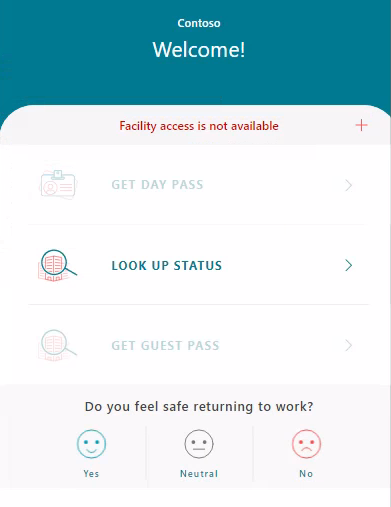 Contoso
Welcome!
Facility access is not available
GET DAY PASS
LOOK UP STATUS
GET GUEST PASS
Do you feel safe returning to work?
Yes
Neutral
No